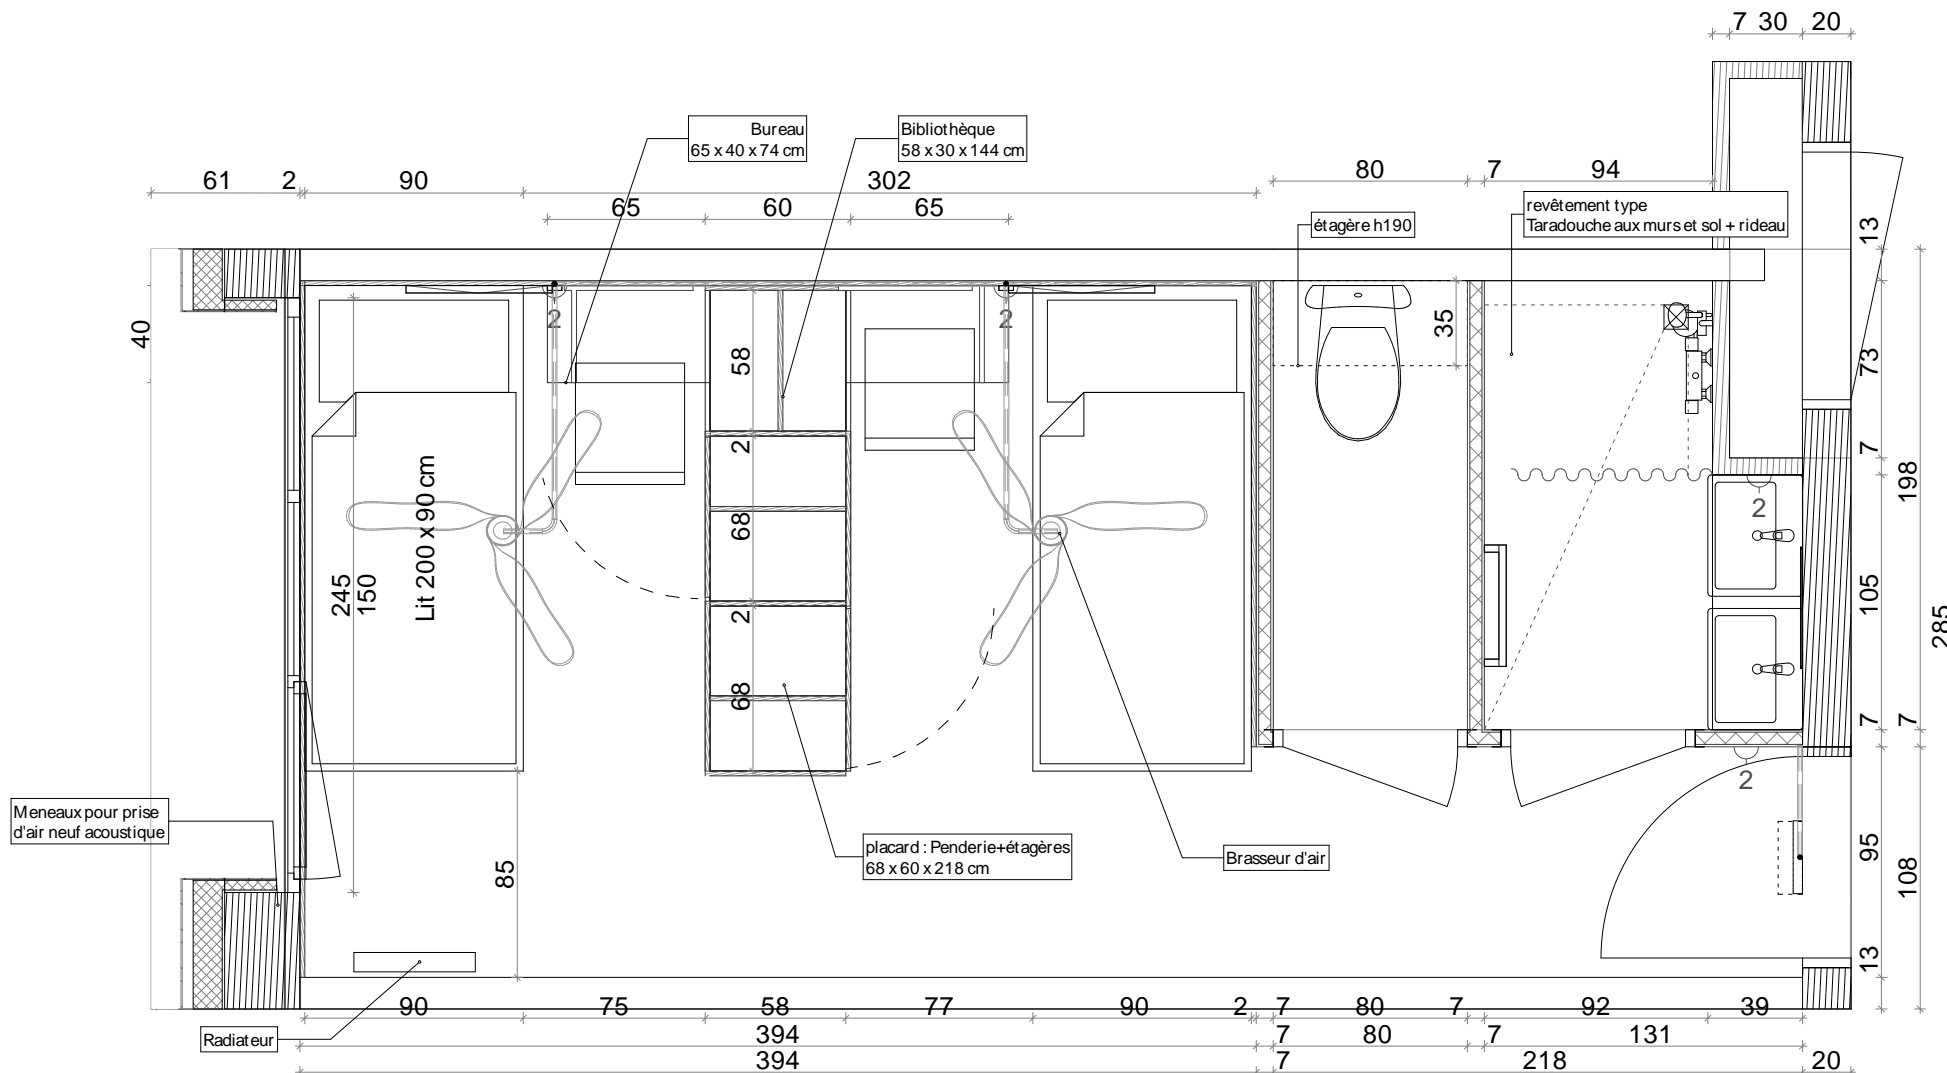 7 30 20
Bureau
65 x 40 x 74 cm
Bibliothèque
58 x 30 x 144 cm
61 2 90 302 80 7 94
65 60 65
revêtement type
Taradouche aux murs et sol + rideau
étagère h190
13
40
2
2
35
58
73
2
7
198
2
Lit 200 x 90 cm
68
245
150
105
285
2
68
7
7
2
Meneaux pour prise
d'air neuf acoustique
placard : Penderie+étagères
68 x 60 x 218 cm
Brasseur d'air
85
95
108
13
Radiateur
90 75 58 77 90 2 7 80 7 92 39
394 7 80 7 131
394 7 218 20